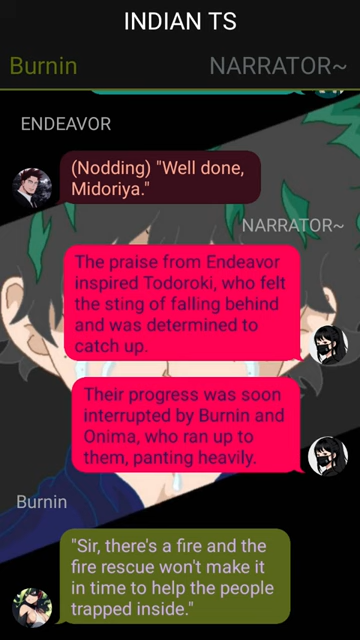 INDIAN TS
Burnin NARRATOR~
ENDEAVOR
(Nodding) "Well done,
Midoriya."
NARRATOR~
The praise from Endeavor
inspired Todoroki, who felt
the sting of falling behind
and was determined to
catch up.
Their progress was soon
interrupted by Burnin and
Onima, who ran up to
them, panting heavily.
Burnin
"Sir, there's a fire and the
fire rescue won't make it
in time to help the people
trapped inside."